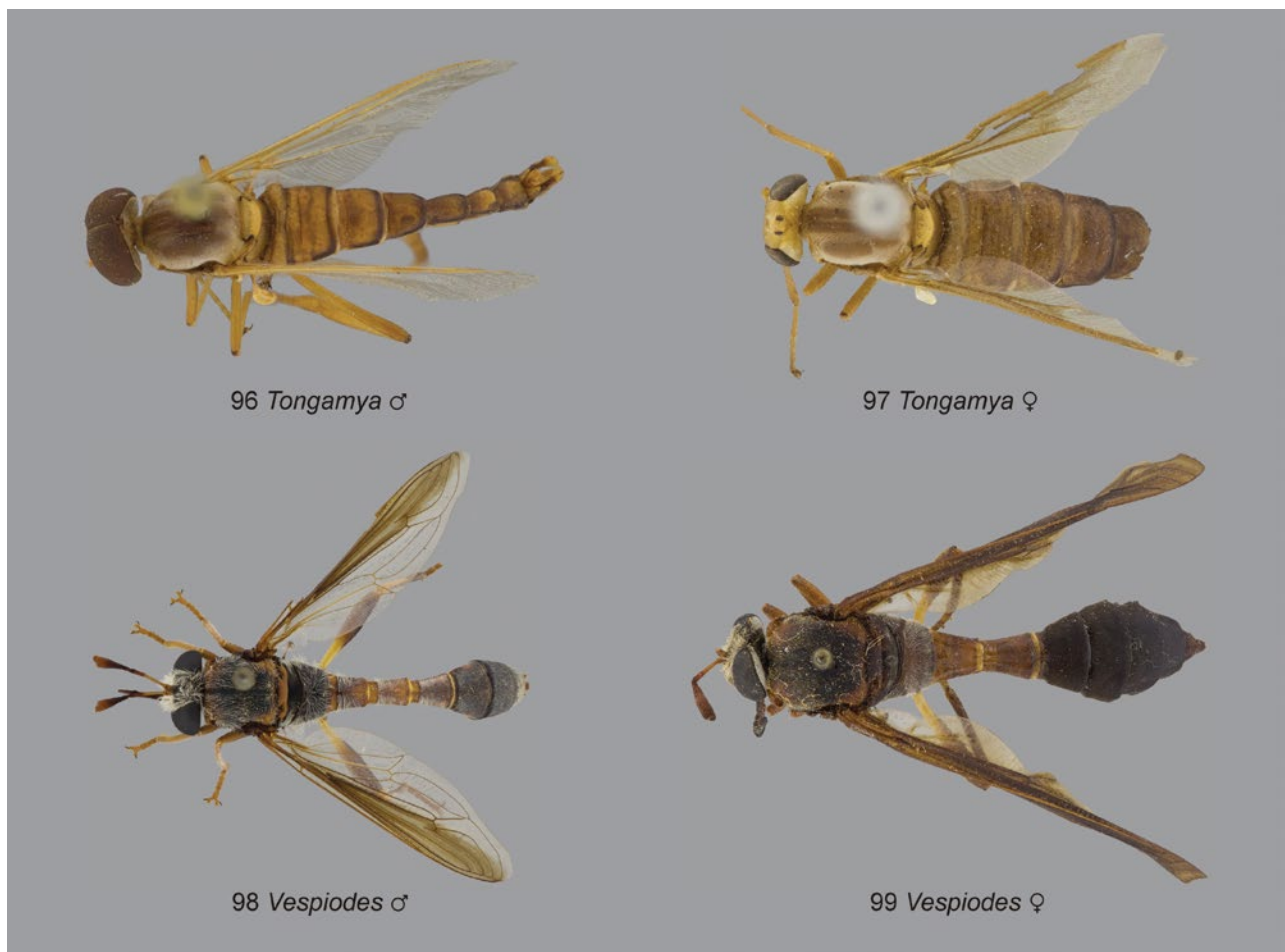 96 Tongamya ♂
97 Tongamya ♀
98 Vespiodes ♂
99 Vespiodes ♀